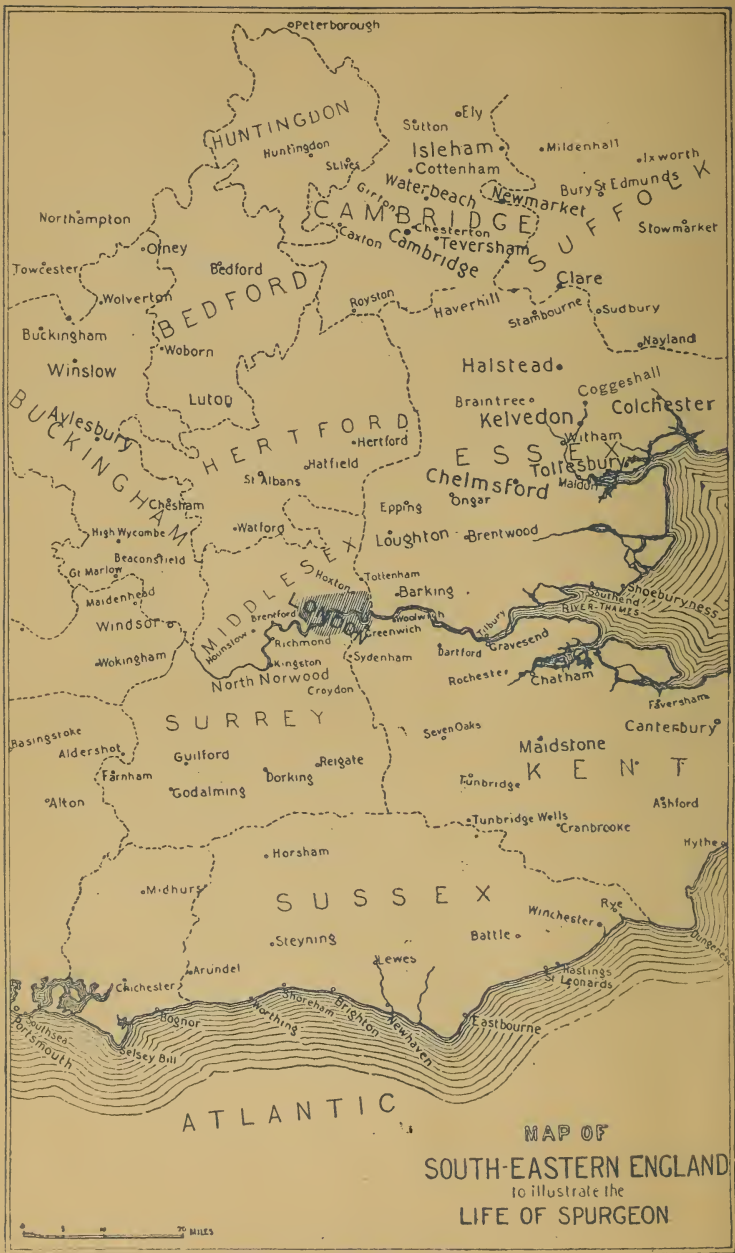 Peterborough
HUNTINGDON
Huntingdon
St.Ives
Sutton
Ely
Isleham
Cottenham
Mildenhall
Ixworth
Waterbeach
Newmarket
Bury St Edmunds
SUFFOLK
Girton
CAMBRIDGE
Chesterton
Teversham
Caxton
Cambridge
Stowmarket
Northampton
Olney
Towcester
Bedford
Wolverton
BEDFORD
Royston
Haverhill
Clare
Stambourne
Sudbury
Buckingham
Woborn
Nayland
Winslow
Halstead
Luton
Braintree
Coggeshall
Kelvedon
Colchester
BUCKINGHAM
Aylesbury
HERTFORD
Hertford
Witham
ESSEX
Tollesbury
Hatfield
St Albans
Chelmsford
Maldon
Chesham
Epping
Ongar
High Wycombe
Watford
Loughton
Brentwood
Beaconsfield
Gt Marlow
MIDDLESEX
Hoxton
Tottenham
Maidenhead
Barking
Southend
Shoeburyness
RIVER-THAMES
Windsor
Brentford
LONDON
Woolwich
Tilbury
Hounslow
Greenwich
Richmond
Gravesend
Wokingham
Kingston
Sydenham
Dartford
North Norwood
Rochester
Chatham
Croydon
Faversham
SURREY
Basingstoke
Aldershot
Seven Oaks
Canterbury
Guilford
Maidstone
Reigate
Farnham
Dorking
KENT
Godalming
Tunbridge
Alton
Ashford
Tunbridge Wells
Cranbrooke
Hythe
Horsham
Midhurs
SUSSEX
Rye
Winchester
Steyning
Battle
Dungeness
Lewes
Arundel
Hastings
St Leonards
Chichester
Shoreham
Brighton
Bognor
Worthing
Newhaven
Eastbourne
Southsea
Portsmouth
Selsey Bill
ATLANTIC
MAP OF
SOUTH-EASTERN ENGLAND
to illustrate the
LIFE OF SPURGEON
MILES